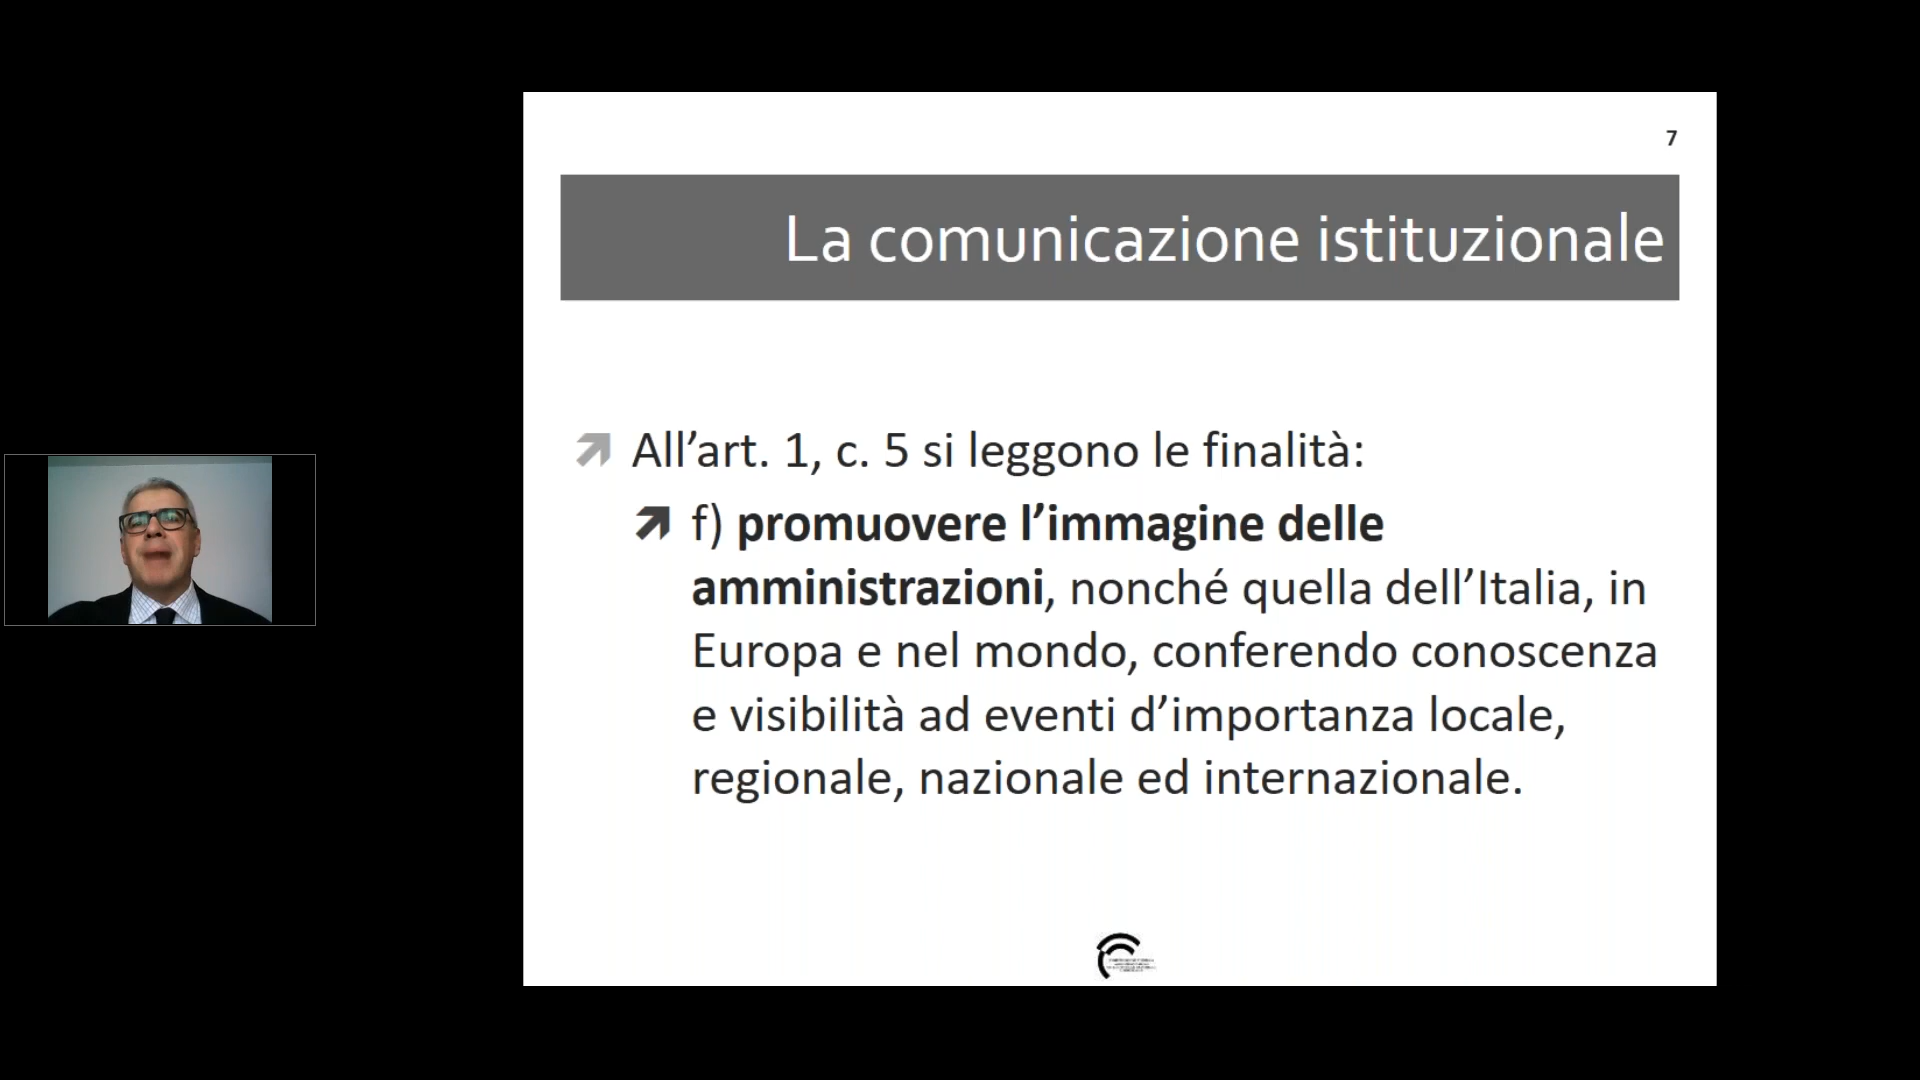 7
La comunicazione istituzionale
All’art. 1, c. 5 si leggono le finalità:
f) promuovere l’immagine delle
amministrazioni, nonché quella dell’Italia, in
Europa e nel mondo, conferendo conoscenza
e visibilità ad eventi d’importanza locale,
regionale, nazionale ed internazionale.